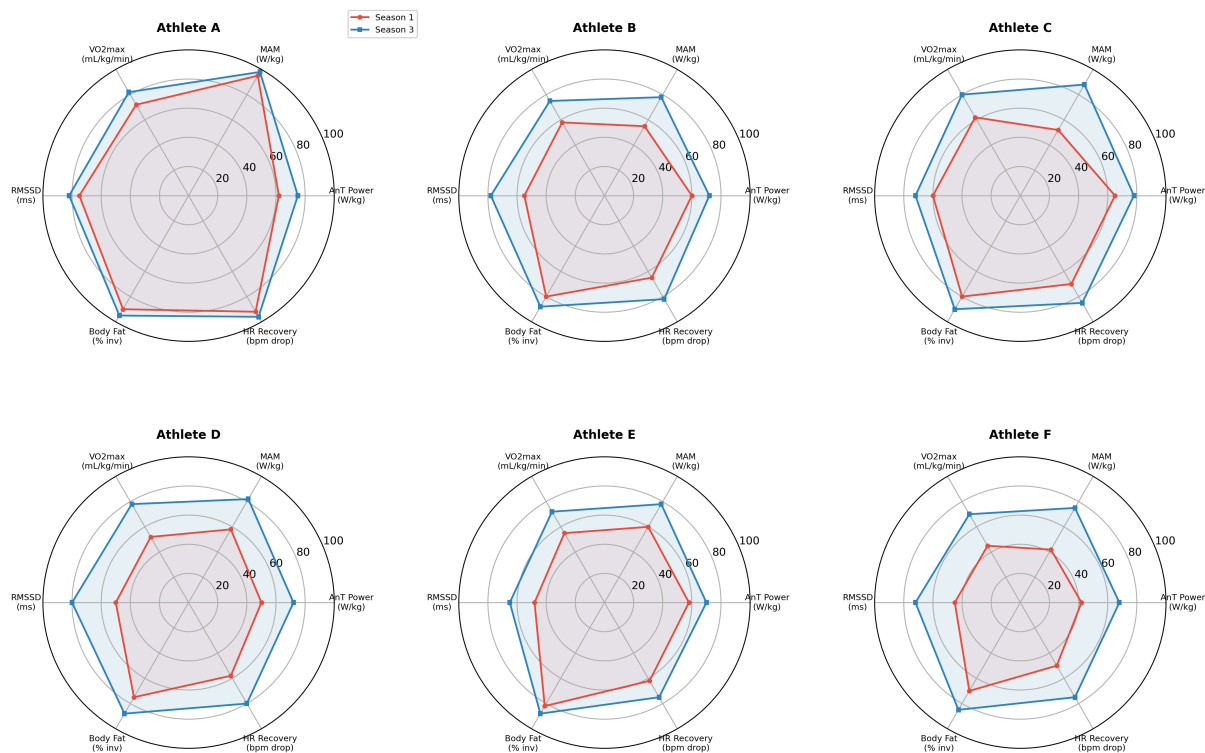 Athlete A
Season 1
Season 3
VO2max
(mL/kg/min)
MAM
(W/kg)
100
80
60
40
20
RMSSD
(ms)
AnT Power
(W/kg)
Body Fat
(% inv)
HR Recovery
(bpm drop)
Athlete B
VO2max
(mL/kg/min)
MAM
(W/kg)
100
80
60
40
20
RMSSD
(ms)
AnT Power
(W/kg)
Body Fat
(% inv)
HR Recovery
(bpm drop)
Athlete C
VO2max
(mL/kg/min)
MAM
(W/kg)
100
80
60
40
20
RMSSD
(ms)
AnT Power
(W/kg)
Body Fat
(% inv)
HR Recovery
(bpm drop)
Athlete D
VO2max
(mL/kg/min)
MAM
(W/kg)
100
80
60
40
20
RMSSD
(ms)
AnT Power
(W/kg)
Body Fat
(% inv)
HR Recovery
(bpm drop)
Athlete E
VO2max
(mL/kg/min)
MAM
(W/kg)
100
80
60
40
20
RMSSD
(ms)
AnT Power
(W/kg)
Body Fat
(% inv)
HR Recovery
(bpm drop)
Athlete F
VO2max
(mL/kg/min)
MAM
(W/kg)
100
80
60
40
20
RMSSD
(ms)
AnT Power
(W/kg)
Body Fat
(% inv)
HR Recovery
(bpm drop)